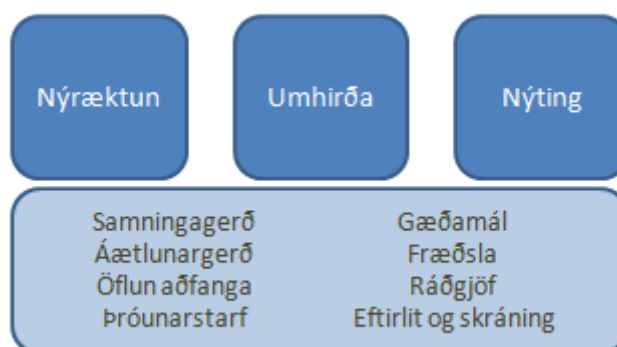 Nýræktun
Umhirða
Nýting
Samningagerð
Áætlunargerð
Öflun aðfanga
Þróunarstarf
Gæðamál
Fræðsla
Ráðgjöf
Eftirlit og skráning